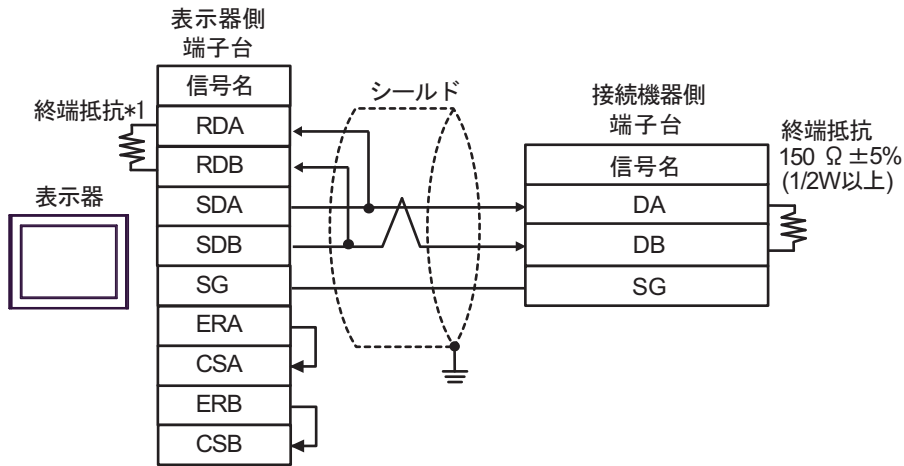 表示器側
端子台
信号名
終端抵抗*1
RDA
RDB
表示器
SDA
SDB
SG
ERA
CSA
ERB
CSB
シールド
接続機器側
端子台
信号名
DA
DB
SG
終端抵抗
150 Ω ±5%
(1/2W以上)